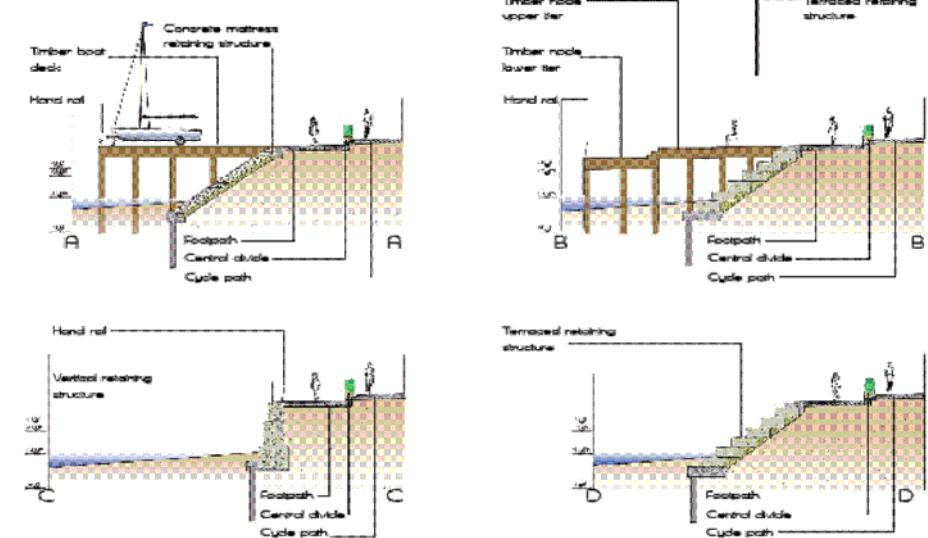 Concrete mattress
retaining structure
Timber boat
deck
Hand rail
A
A
Footpath
Central divide
Cycle path
Timber node
upper tier
Terraced retaining
structure
Timber node
lower tier
Hand rail
B
B
Footpath
Central divide
Cycle path
Hand rail
Vertical retaining
structure
C
C
Footpath
Central divide
Cycle path
Terraced retaining
structure
D
D
Footpath
Central divide
Cycle path